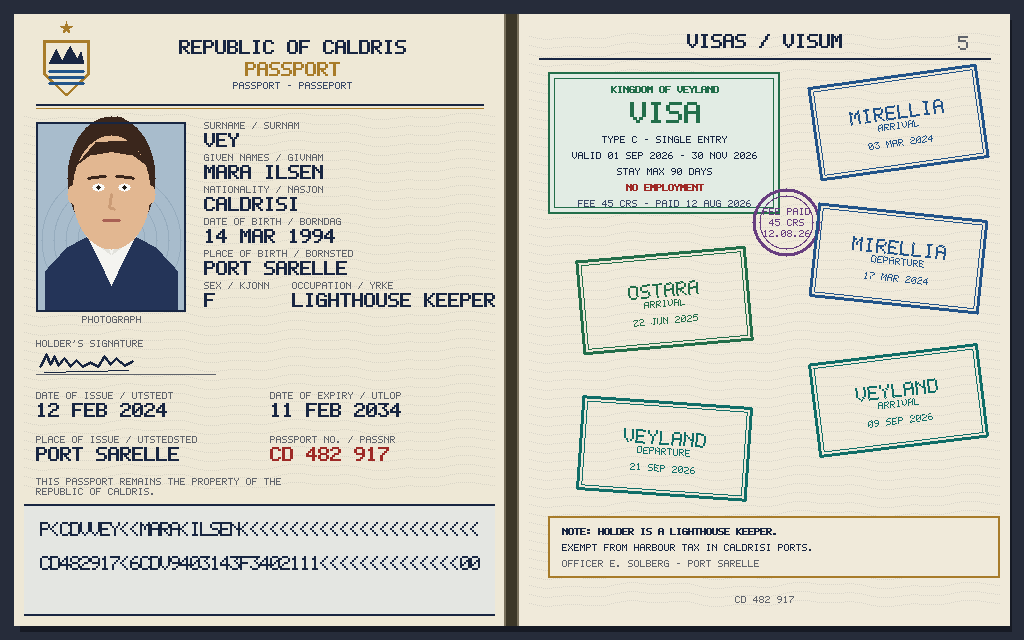 REPUBLIC OF CALDRIS
PASSPORT
PASSPORT - PASSEPORT
SURNAME / SURNAM
VEY
GIVEN NAMES / GIVNAM
MARA ILSEN
NATIONALITY / NASJON
CALDRISI
DATE OF BIRTH / BORNDAG
14 MAR 1994
PLACE OF BIRTH / BORNSTED
PORT SARELLE
SEX / KJONN OCCUPATION / YRKE
F LIGHTHOUSE KEEPER
PHOTOGRAPH
HOLDER'S SIGNATURE
DATE OF ISSUE / UTSTEDT DATE OF EXPIRY / UTLOP
12 FEB 2024 11 FEB 2034
PLACE OF ISSUE / UTSTEDSTED PASSPORT NO. / PASSNR
PORT SARELLE CD 482 917
THIS PASSPORT REMAINS THE PROPERTY OF THE
REPUBLIC OF CALDRIS.
P<CDVVEY<<MARA<ILSEN<<<<<<<<<<<<<<<<<<<<<<<<
CD482917<6CDV9403143F3402111<<<<<<<<<<<<<<00
VISAS / VISUM 5
KINGDOM OF VEYLAND
VISA
TYPE C - SINGLE ENTRY
VALID 01 SEP 2026 - 30 NOV 2026
STAY MAX 90 DAYS
NO EMPLOYMENT
FEE 45 CRS - PAID 12 AUG 2026
FEE PAID
45 CRS
12.08.26
MIRELLIA
ARRIVAL
03 MAR 2024
MIRELLIA
DEPARTURE
17 MAR 2024
OSTARA
ARRIVAL
22 JUN 2025
VEYLAND
ARRIVAL
09 SEP 2026
VEYLAND
DEPARTURE
21 SEP 2026
NOTE: HOLDER IS A LIGHTHOUSE KEEPER.
EXEMPT FROM HARBOUR TAX IN CALDRISI PORTS.
OFFICER E. SOLBERG - PORT SARELLE
CD 482 917